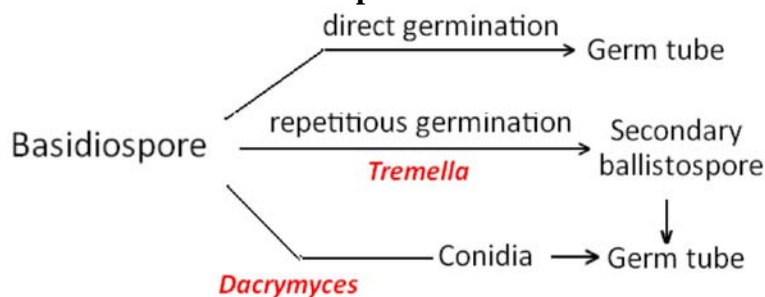 direct germination
Germ tube
Basidiospore
repetitious germination
Tremella
Secondary
ballistospore
Conidia
Germ tube
Dacrymyces